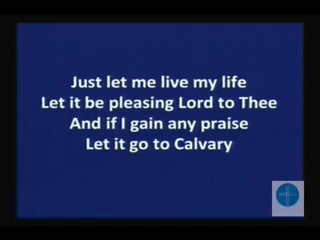 Just let me live my life
Let it be pleasing Lord to Thee
And if I gain any praise
Let it go to Calvary